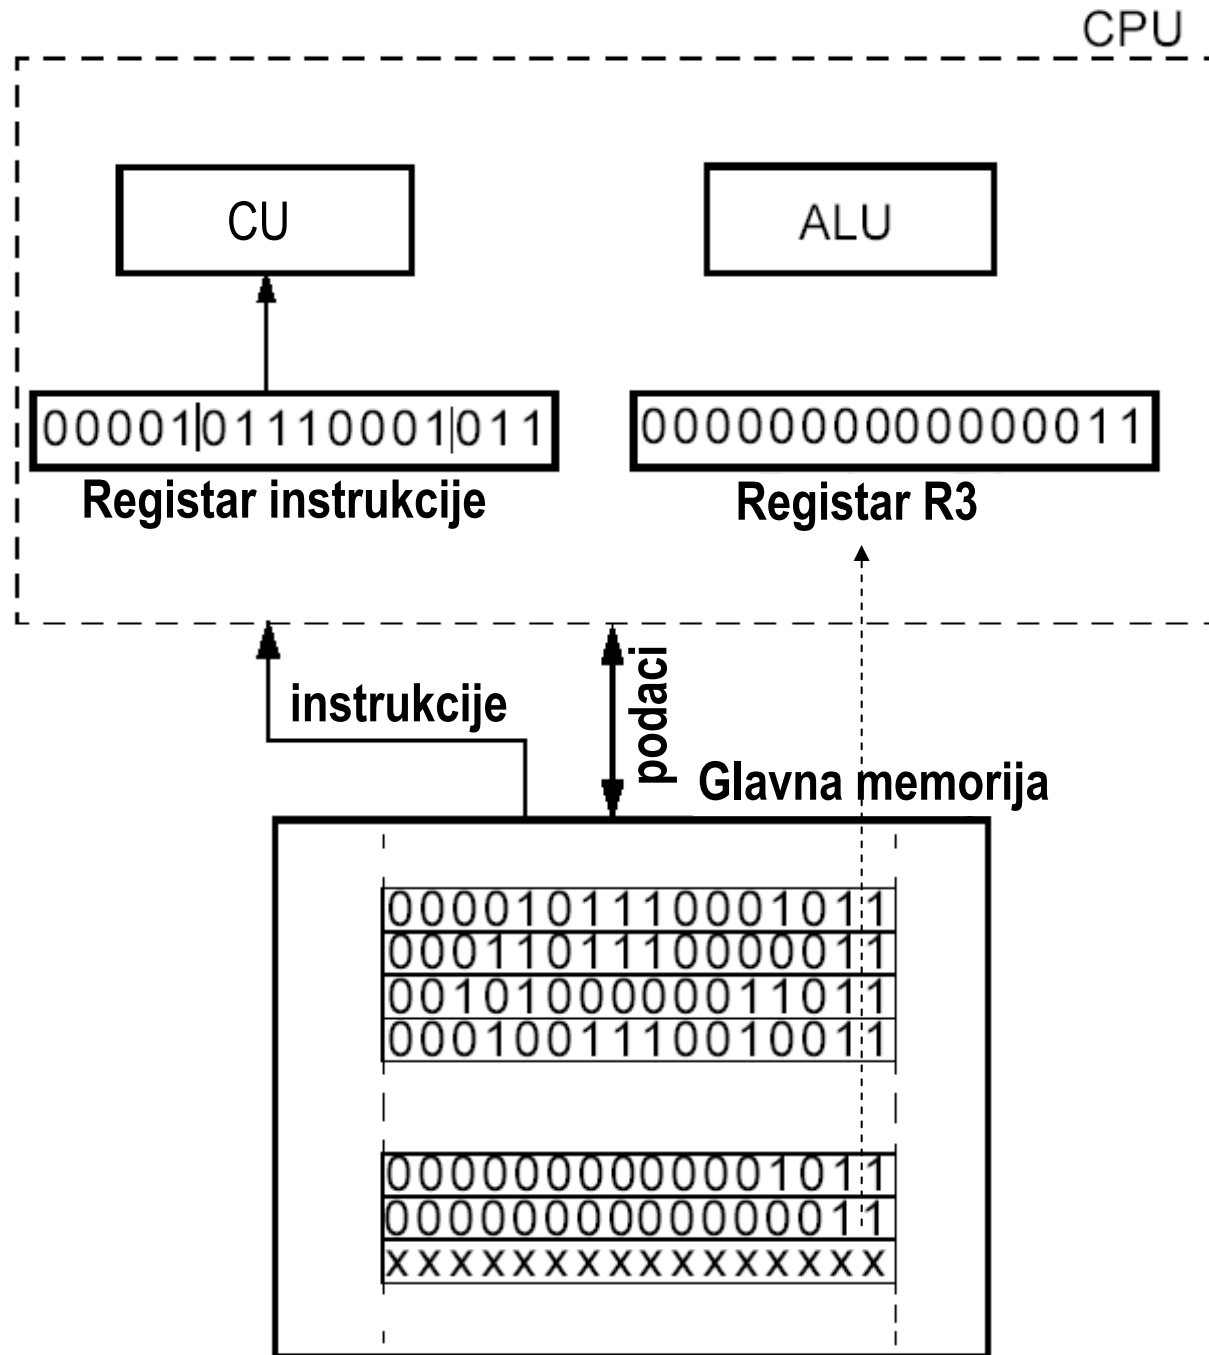 CPU
CU
ALU
00001|01110001|011
0000000000000011
Registar instrukcije
Registar R3
instrukcije
podaci
Glavna memorija
0000101110001011
0001101110000011
0010100000011011
0001001110010011
0000000000001011
0000000000000011
xxxxxxxxxxxxxxxx